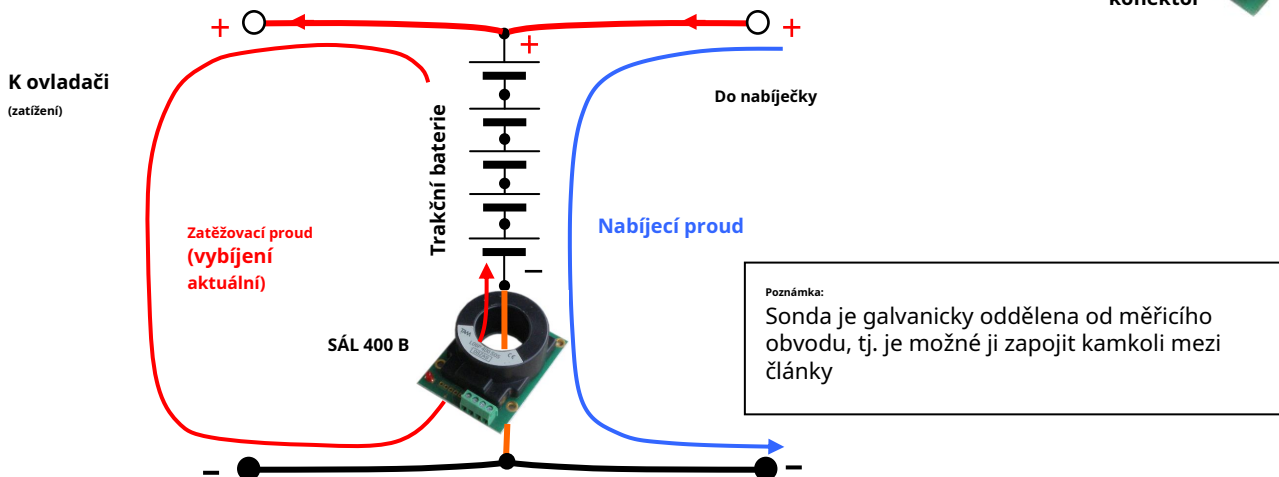 konektor
+
+
+
K ovladači
(zatížení)
Do nabíječky
Trakční baterie
Zatěžovací proud
(vybíjení
aktuální)
Nabíjecí proud
–
SÁL 400 B
Poznámka:
Sonda je galvanicky oddělena od měřicího
obvodu, tj. je možné ji zapojit kamkoli mezi
články
–
–